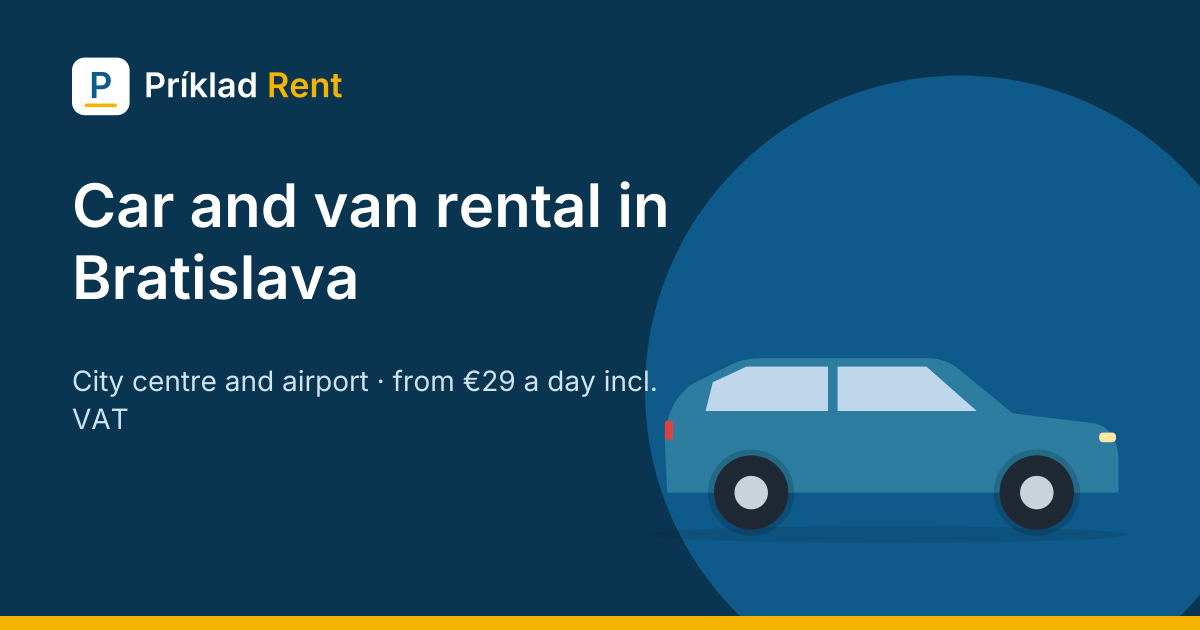 P
Príklad Rent
Car and van rental in
Bratislava
City centre and airport · from €29 a day incl.
VAT